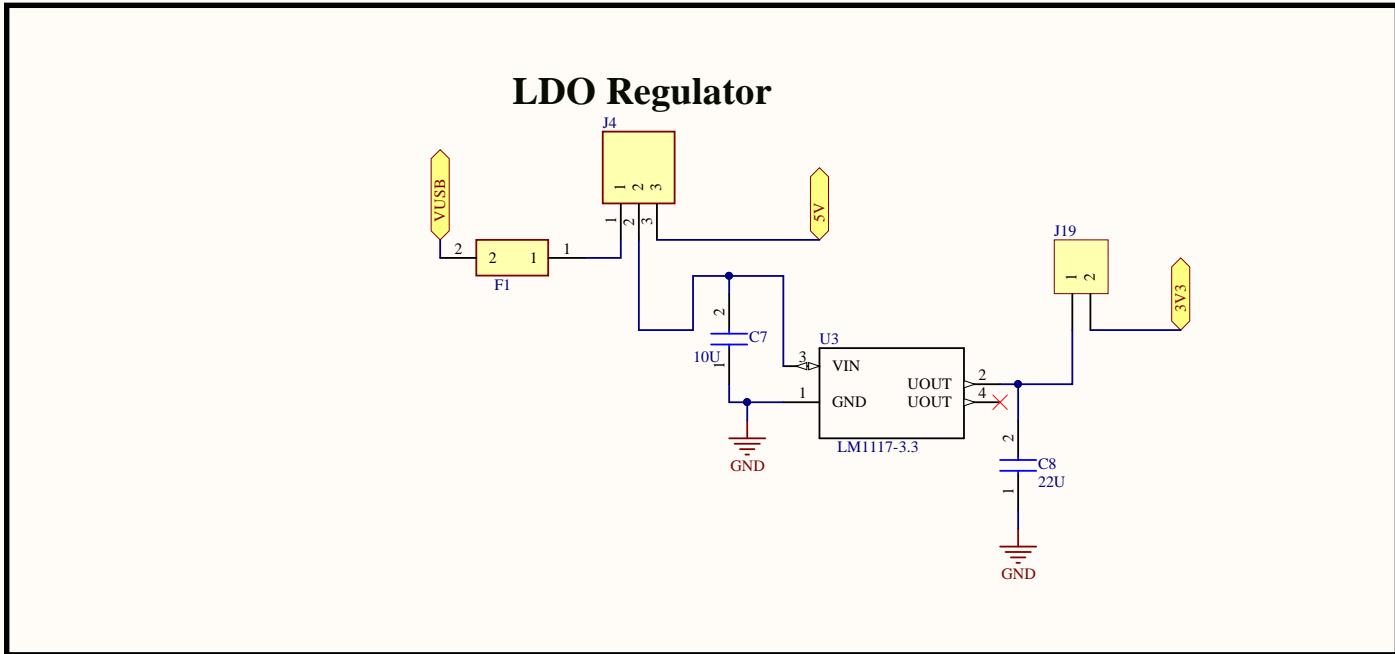 LDO Regulator
J4
1
2
3
1
2
3
VUSB
5V
2
2
1
1
F1
J19
1
2
3V3
2
C7
10U
1
U3
3
VIN
1
GND
UOUT
2
UOUT
4
LM1117-3.3
GND
2
C8
22U
1
GND